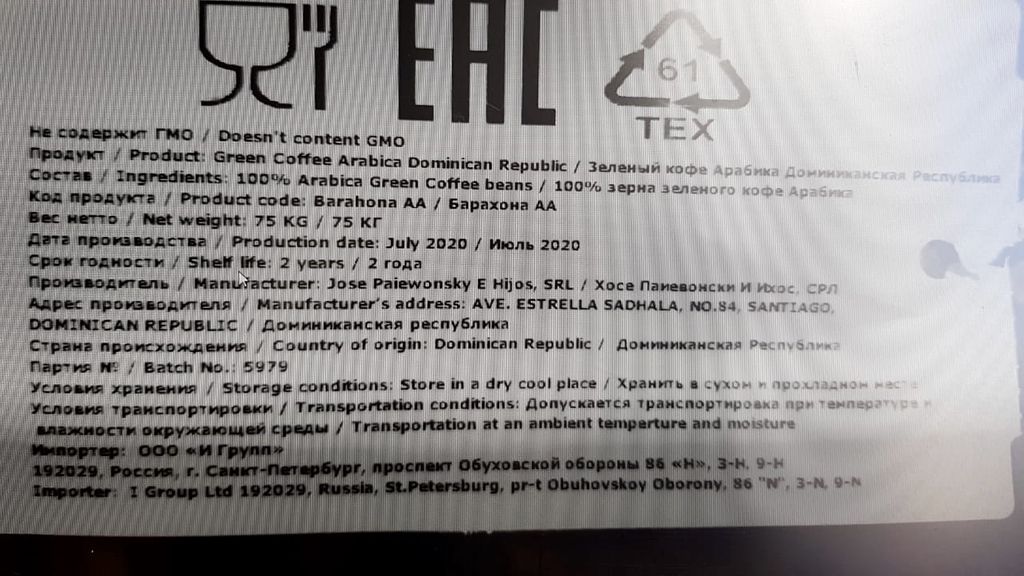 EAC
61
TEX
Не содержит ГМО / Doesn't content GMO
Продукт / Product: Green Coffee Arabica Dominican Republic / Зеленый кофе Арабика Доминиканская Республика
Состав / Ingredients: 100% Arabica Green Coffee beans / 100% зерна зеленого кофе Арабика
Код продукта / Product code: Barahona AA / Барахона АА
Вес нетто / Net weight: 75 KG / 75 КГ
Дата производства / Production date: July 2020 / Июль 2020
Срок годности / Shelf life: 2 years / 2 года
Производитель / Manufacturer: Jose Paiewonsky E Hijos, SRL / Хосе Паиевонски И Ихос, СРЛ
Адрес производителя / Manufacturer's address: AVE. ESTRELLA SADHALA, NO.84, SANTIAGO,
DOMINICAN REPUBLIC / Доминиканская республика
Страна происхождения / Country of origin: Dominican Republic / Доминиканская Республика
Партия № / Batch No.: 5979
Условия хранения / Storage conditions: Store in a dry cool place / Хранить в сухом и прохладном месте
Условия транспортировки / Transportation conditions: Допускается транспортировка при температуре и
влажности окружающей среды / Transportation at an ambient temperture and moisture
Импортер: ООО «И Групп»
192029, Россия, г. Санкт-Петербург, проспект Обуховской обороны 86 «Н», 3-Н, 9-Н
Importer: I Group Ltd 192029, Russia, St.Petersburg, pr-t Obuhovskoy Oborony, 86 "N", 3-N, 9-N